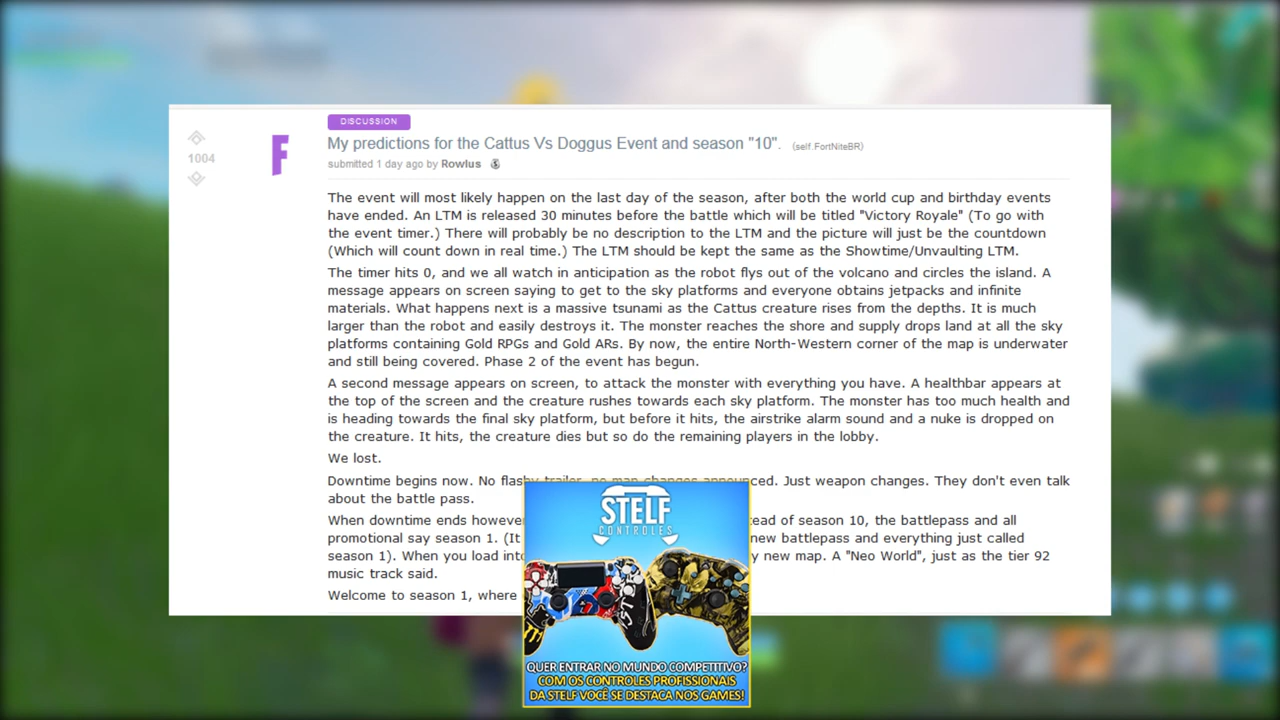 DISCUSSION
My predictions for the Cattus Vs Doggus Event and season "10". (self.FortNiteBR)
1004
submitted 1 day ago by Rowlus
The event will most likely happen on the last day of the season, after both the world cup and birthday events
have ended. An LTM is released 30 minutes before the battle which will be titled "Victory Royale" (To go with
the event timer.) There will probably be no description to the LTM and the picture will just be the countdown
(Which will count down in real time.) The LTM should be kept the same as the Showtime/Unvaulting LTM.
The timer hits 0, and we all watch in anticipation as the robot flys out of the volcano and circles the island. A
message appears on screen saying to get to the sky platforms and everyone obtains jetpacks and infinite
materials. What happens next is a massive tsunami as the Cattus creature rises from the depths. It is much
larger than the robot and easily destroys it. The monster reaches the shore and supply drops land at all the sky
platforms containing Gold RPGs and Gold ARs. By now, the entire North-Western corner of the map is underwater
and still being covered. Phase 2 of the event has begun.
A second message appears on screen, to attack the monster with everything you have. A healthbar appears at
the top of the screen and the creature rushes towards each sky platform. The monster has too much health and
is heading towards the final sky platform, but before it hits, the airstrike alarm sound and a nuke is dropped on
the creature. It hits, the creature dies but so do the remaining players in the lobby.
We lost.
Downtime begins now. No flashy trailer, no map changes announced. Just weapon changes. They don't even talk
about the battle pass.
When downtime ends however ead of season 10, the battlepass and all
promotional say season 1. (It new battlepass and everything just called
season 1). When you load into y new map. A "Neo World", just as the tier 92
music track said.
Welcome to season 1, where
STELF
CONTROLES
QUER ENTRAR NO MUNDO COMPETITIVO?
COM OS CONTROLES PROFISSIONAIS
DA STELF VOCÊ SE DESTACA NOS GAMES!